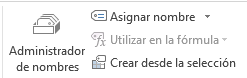 Administrador
de nombres
Asignar nombre
Utilizar en la fórmula
Crear desde la selección